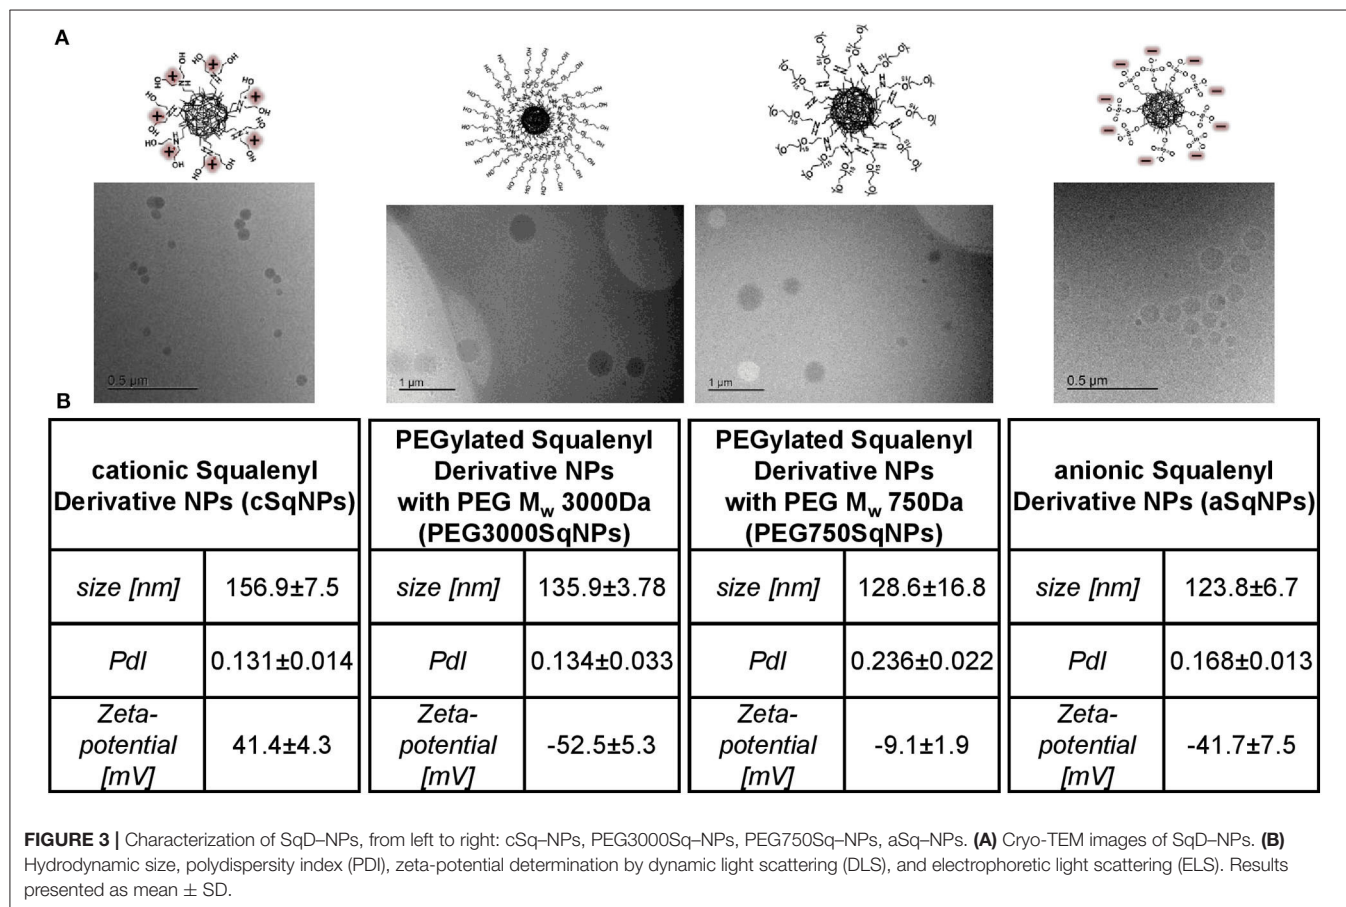 A
0.5 µm
1 µm
1 µm
0.5 µm
B
cationic Squalenyl
Derivative NPs (cSqNPs)
size [nm] 156.9±7.5
PdI 0.131±0.014
Zeta-
potential
[mV]
41.4±4.3
PEGylated Squalenyl
Derivative NPs
with PEG Mw 3000Da
(PEG3000SqNPs)
size [nm] 135.9±3.78
PdI 0.134±0.033
Zeta-
potential
[mV]
-52.5±5.3
PEGylated Squalenyl
Derivative NPs
with PEG Mw 750Da
(PEG750SqNPs)
size [nm] 128.6±16.8
PdI 0.236±0.022
Zeta-
potential
[mV]
-9.1±1.9
anionic Squalenyl
Derivative NPs (aSqNPs)
size [nm] 123.8±6.7
PdI 0.168±0.013
Zeta-
potential
[mV]
-41.7±7.5
FIGURE 3 | Characterization of SqD–NPs, from left to right: cSq–NPs, PEG3000Sq–NPs, PEG750Sq–NPs, aSq–NPs. (A) Cryo-TEM images of SqD–NPs. (B)
Hydrodynamic size, polydispersity index (PDI), zeta-potential determination by dynamic light scattering (DLS), and electrophoretic light scattering (ELS). Results
presented as mean ± SD.